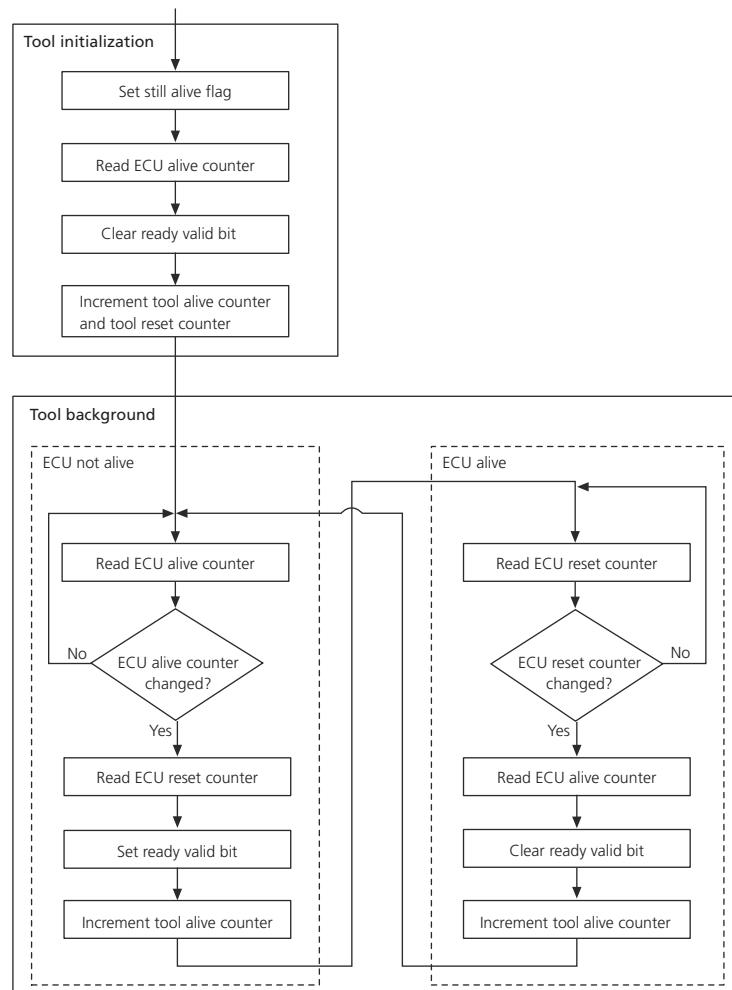 Tool initialization
Set still alive flag
Read ECU alive counter
Clear ready valid bit
Increment tool alive counter
and tool reset counter
Tool background
ECU not alive
Read ECU alive counter
No
ECU alive counter
changed?
Yes
Read ECU reset counter
Set ready valid bit
Increment tool alive counter
ECU alive
Read ECU reset counter
No
ECU reset counter
changed?
Yes
Read ECU alive counter
Clear ready valid bit
Increment tool alive counter